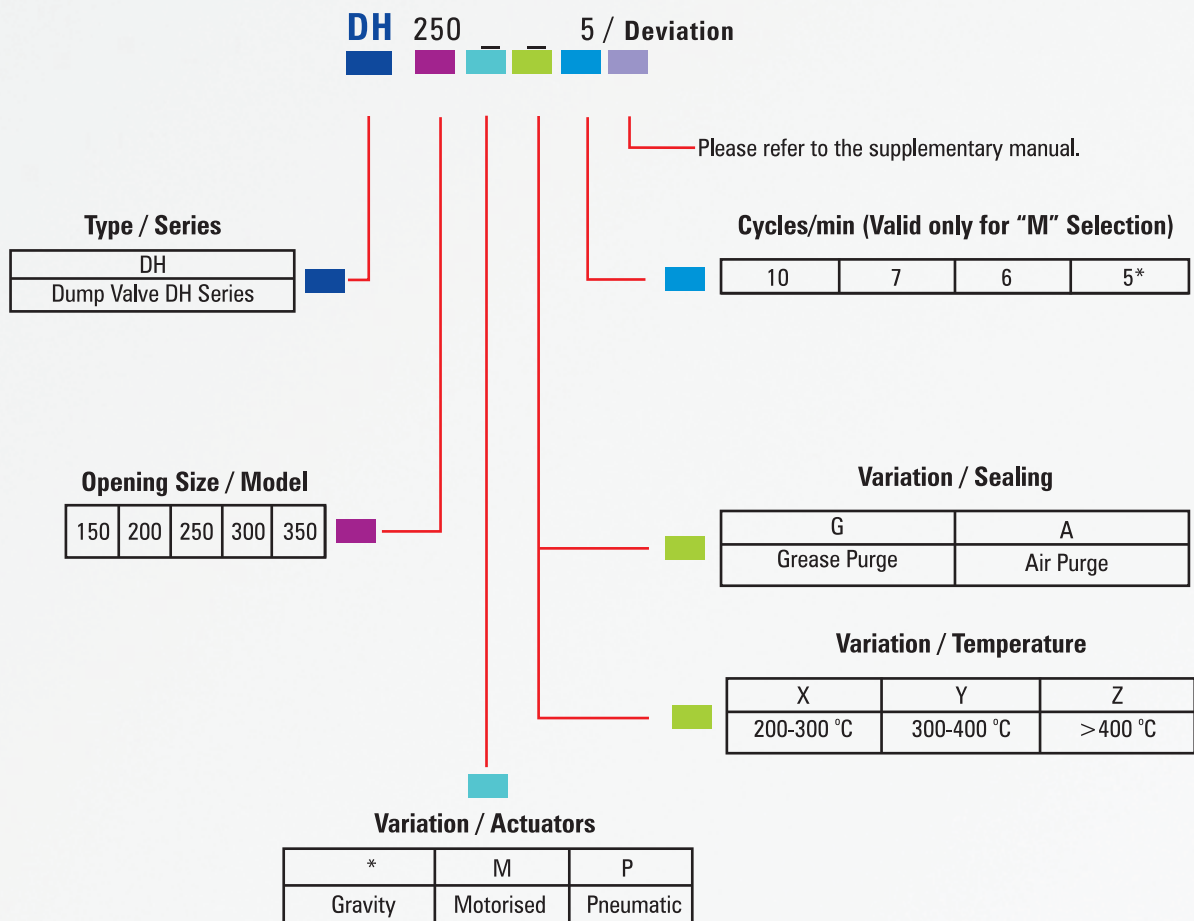 DH 250 _ _ 5 / Deviation
Please refer to the supplementary manual.
Type / Series
DH
Dump Valve DH Series
Cycles/min (Valid only for “M” Selection)
10 7 6 5*
Opening Size / Model
150 200 250 300 350
Variation / Sealing
G A
Grease Purge Air Purge
Variation / Temperature
X Y Z
200-300 °C 300-400 °C >400 °C
Variation / Actuators
* M P
Gravity Motorised Pneumatic